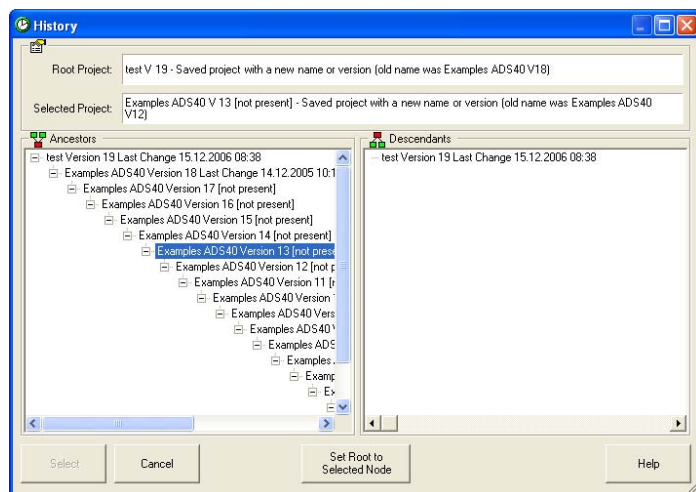 History
Root Project:
test V 19 - Saved project with a new name or version (old name was Examples ADS40 V18)
Selected Project:
Examples ADS40 V 13 [not present] - Saved project with a new name or version (old name was Examples ADS40
V12)
Ancestors
test Version 19 Last Change 15.12.2006 08:38
Examples ADS40 Version 18 Last Change 14.12.2005 10:1
Examples ADS40 Version 17 [not present]
Examples ADS40 Version 16 [not present]
Examples ADS40 Version 15 [not present]
Examples ADS40 Version 14 [not present]
Examples ADS40 Version 13 [not prese
Examples ADS40 Version 12 [not p
Examples ADS40 Version 11 [
Examples ADS40 Version
Examples ADS40 Vers
Examples ADS40
Examples ADS
Examples
Examp
Ex
Descendants
test Version 19 Last Change 15.12.2006 08:38
Select
Cancel
Set Root to
Selected Node
Help